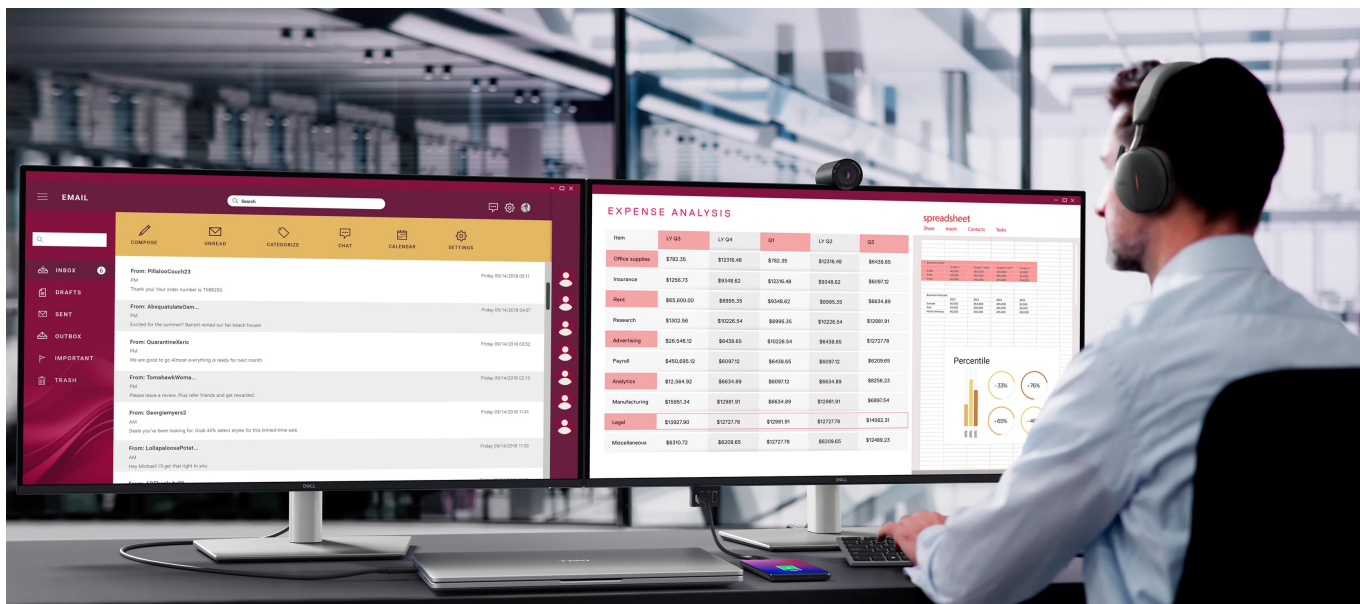 EMAIL
Search
COMPOSE UNREAD CATEGORIZE CHAT CALENDAR SETTINGS
INBOX 6
DRAFTS
SENT
OUTBOX
IMPORTANT
TRASH
From: PillalooCouch23
Friday 09/14/2018 05:11
PM
Thank you! Your order number is TMBG5Q
From: AbsquatulateOsm...
Friday 09/14/2018 04:07
PM
Excited for the summer? Barrett rented our fav beach house!
From: QuarantineXeric
Friday 09/14/2018 03:52
PM
We are good to go Almost everything is ready for next month
From: TomahawkWoma...
Friday 09/14/2018 02:13
PM
Please leave a review. Plus refer friends and get rewarded.
From: Georgiemyers2
Friday 09/14/2018 11:41
AM
Deals you've been looking for: Grab 40% select styles for this limited-time sale.
From: LollapaloosaPotat...
Friday 09/14/2018 11:32
AM
Hey Michael! I'll get that right to you.
DELL
EXPENSE ANALYSIS
Item LY Q3 LY Q4 Q1 LY Q2 Q3
Office supplies $782.35 $12316.48 $782.35 $12316.48 $6438.65
Insurance $1256.73 $9348.62 $12316.48 $9348.62 $6097.12
Rent $65,600.00 $8995.35 $9348.62 $8995.35 $6634.89
Research $1302.56 $10226.54 $8995.35 $10226.54 $12981.91
Advertising $26,546.12 $6438.65 $10226.54 $6438.65 $12727.78
Payroll $450,695.12 $6097.12 $6438.65 $6097.12 $6209.65
Analytics $12,564.92 $6634.89 $6097.12 $6634.89 $8256.23
Manufacturing $15951.34 $12981.91 $6634.89 $12981.91 $6897.54
Legal $13927.90 $12727.78 $12981.91 $12727.78 $14562.31
Miscellaneous $6310.72 $6209.65 $12727.78 $6209.65 $12489.23
spreadsheet
Share Insert Contacts Tasks
Percentile
33% 76%
65%
DELL